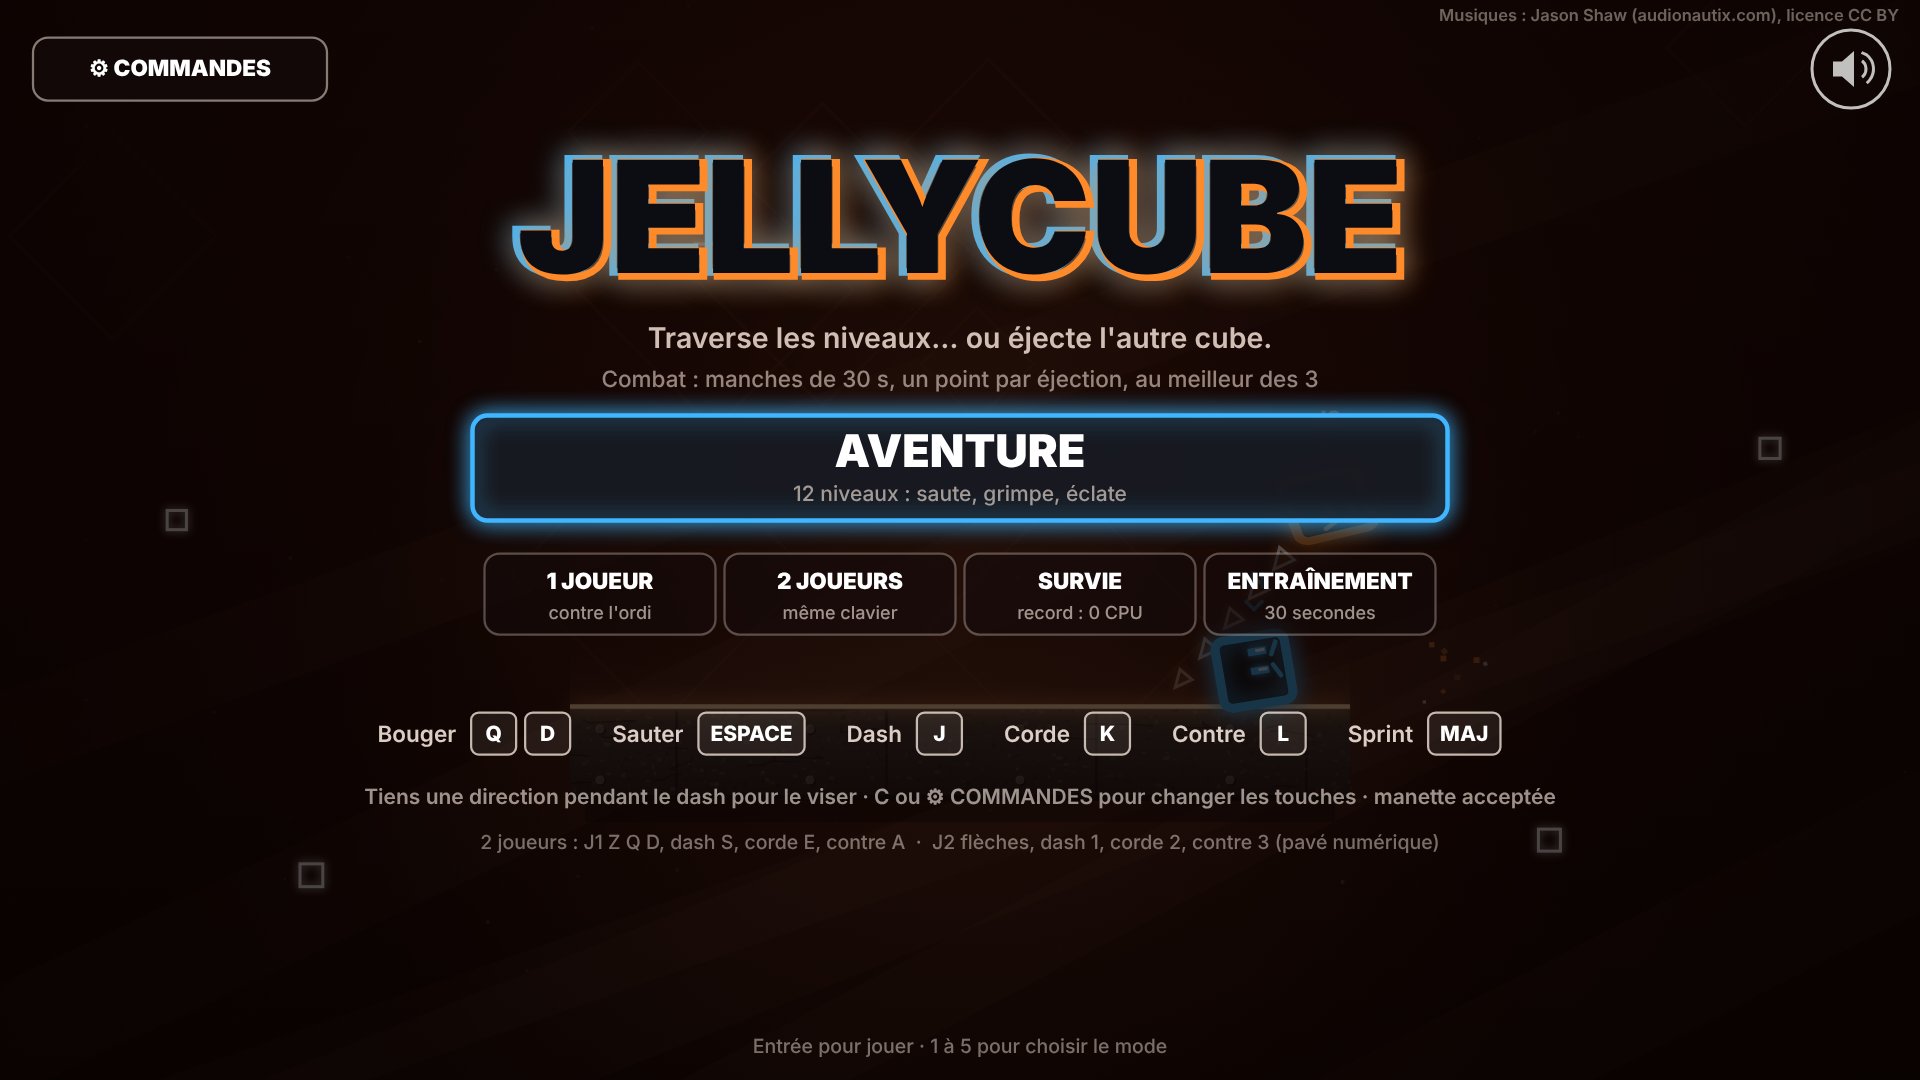 Musiques : Jason Shaw (audionautix.com), licence CC BY
⚙ COMMANDES
JELLYCUBE
Traverse les niveaux... ou éjecte l'autre cube.
Combat : manches de 30 s, un point par éjection, au meilleur des 3
AVENTURE
12 niveaux : saute, grimpe, éclate
1 JOUEUR
contre l'ordi
2 JOUEURS
même clavier
SURVIE
record : 0 CPU
ENTRAÎNEMENT
30 secondes
Bouger Q D Sauter ESPACE Dash J Corde K Contre L Sprint MAJ
Tiens une direction pendant le dash pour le viser · C ou ⚙ COMMANDES pour changer les touches · manette acceptée
2 joueurs : J1 Z Q D, dash S, corde E, contre A · J2 flèches, dash 1, corde 2, contre 3 (pavé numérique)
Entrée pour jouer · 1 à 5 pour choisir le mode